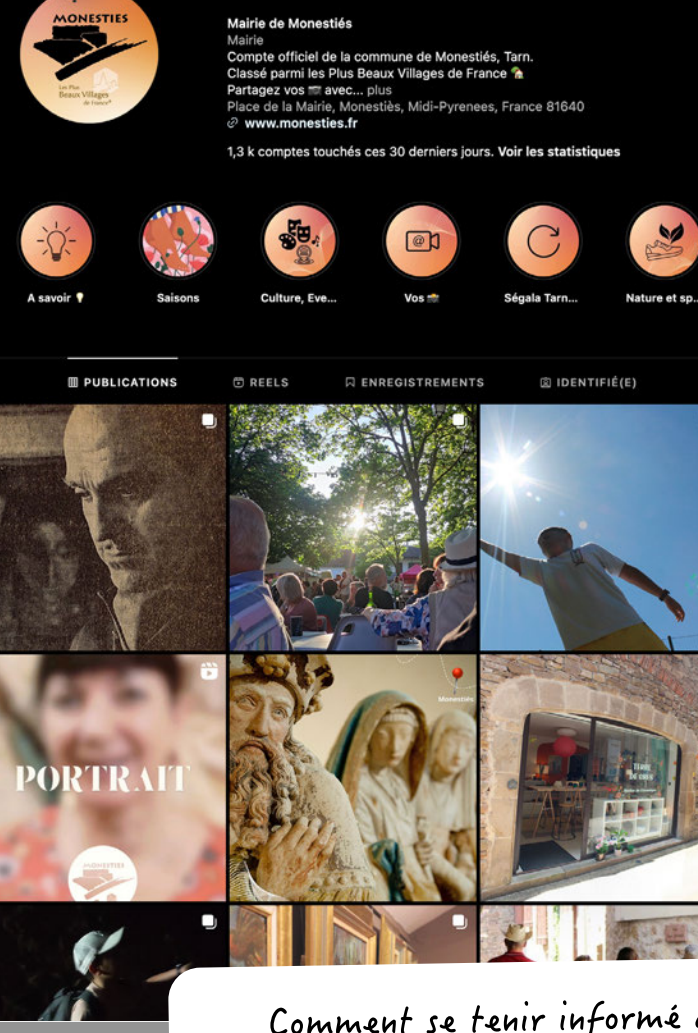 MONESTIES
Les Plus
Beaux Villages
de France®
Mairie de Monestiés
Mairie
Compte officiel de la commune de Monestiés, Tarn.
Classé parmi les Plus Beaux Villages de France 🏡
Partagez vos 📷 avec... plus
Place de la Mairie, Monestiès, Midi-Pyrenees, France 81640
www.monesties.fr
1,3 k comptes touchés ces 30 derniers jours. Voir les statistiques
@
A savoir 💡
Saisons
Culture, Eve...
Vos 📸
Ségala Tarn...
Nature et sp...
PUBLICATIONS
REELS
ENREGISTREMENTS
IDENTIFIÉ(E)
Monestiés
PORTRAIT
MONESTIES
TERRE
Comment se tenir informé